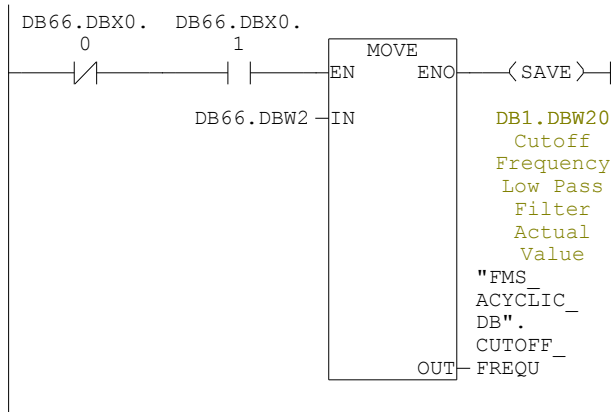 DB66.DBX0. DB66.DBX0.
0 1
MOVE
EN ENO SAVE
DB66.DBW2 IN DB1.DBW20
Cutoff
Frequency
Low Pass
Filter
Actual
Value
"FMS_
ACYCLIC_
DB".
CUTOFF_
OUT FREQU